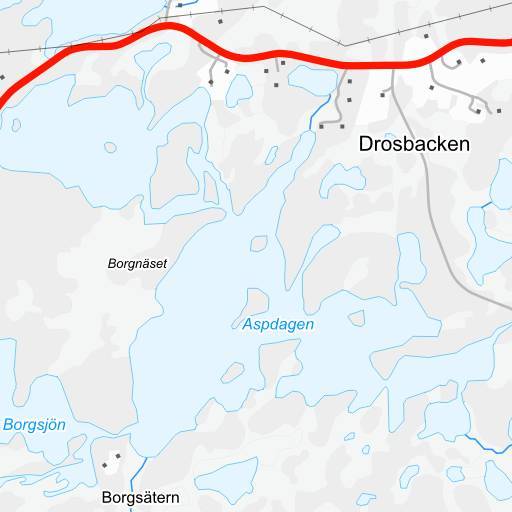 Drosbacken
Borgnäset
Aspdagen
Borgsjön
Borgsätern